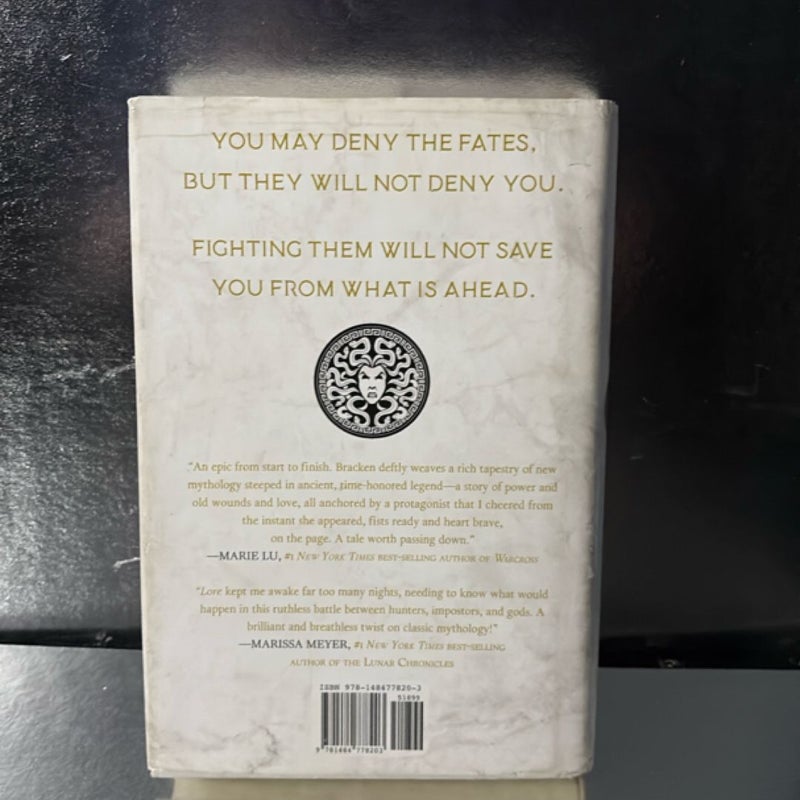 YOU MAY DENY THE FATES,
BUT THEY WILL NOT DENY YOU.
FIGHTING THEM WILL NOT SAVE
YOU FROM WHAT IS AHEAD.
"An epic from start to finish. Bracken deftly weaves a rich tapestry of new
mythology steeped in ancient, time-honored legend—a story of power and
old wounds and love, all anchored by a protagonist that I cheered from
the instant she appeared, fists ready and heart brave,
on the page. A tale worth passing down."
—MARIE LU, #1 NEW YORK TIMES BEST-SELLING AUTHOR OF WARCROSS
"Lore kept me awake far too many nights, needing to know what would
happen in this ruthless battle between hunters, impostors, and gods. A
brilliant and breathless twist on classic mythology!"
—MARISSA MEYER, #1 NEW YORK TIMES BEST-SELLING
AUTHOR OF THE LUNAR CHRONICLES
ISBN 978-148477820-3
51899
9 781484 778203